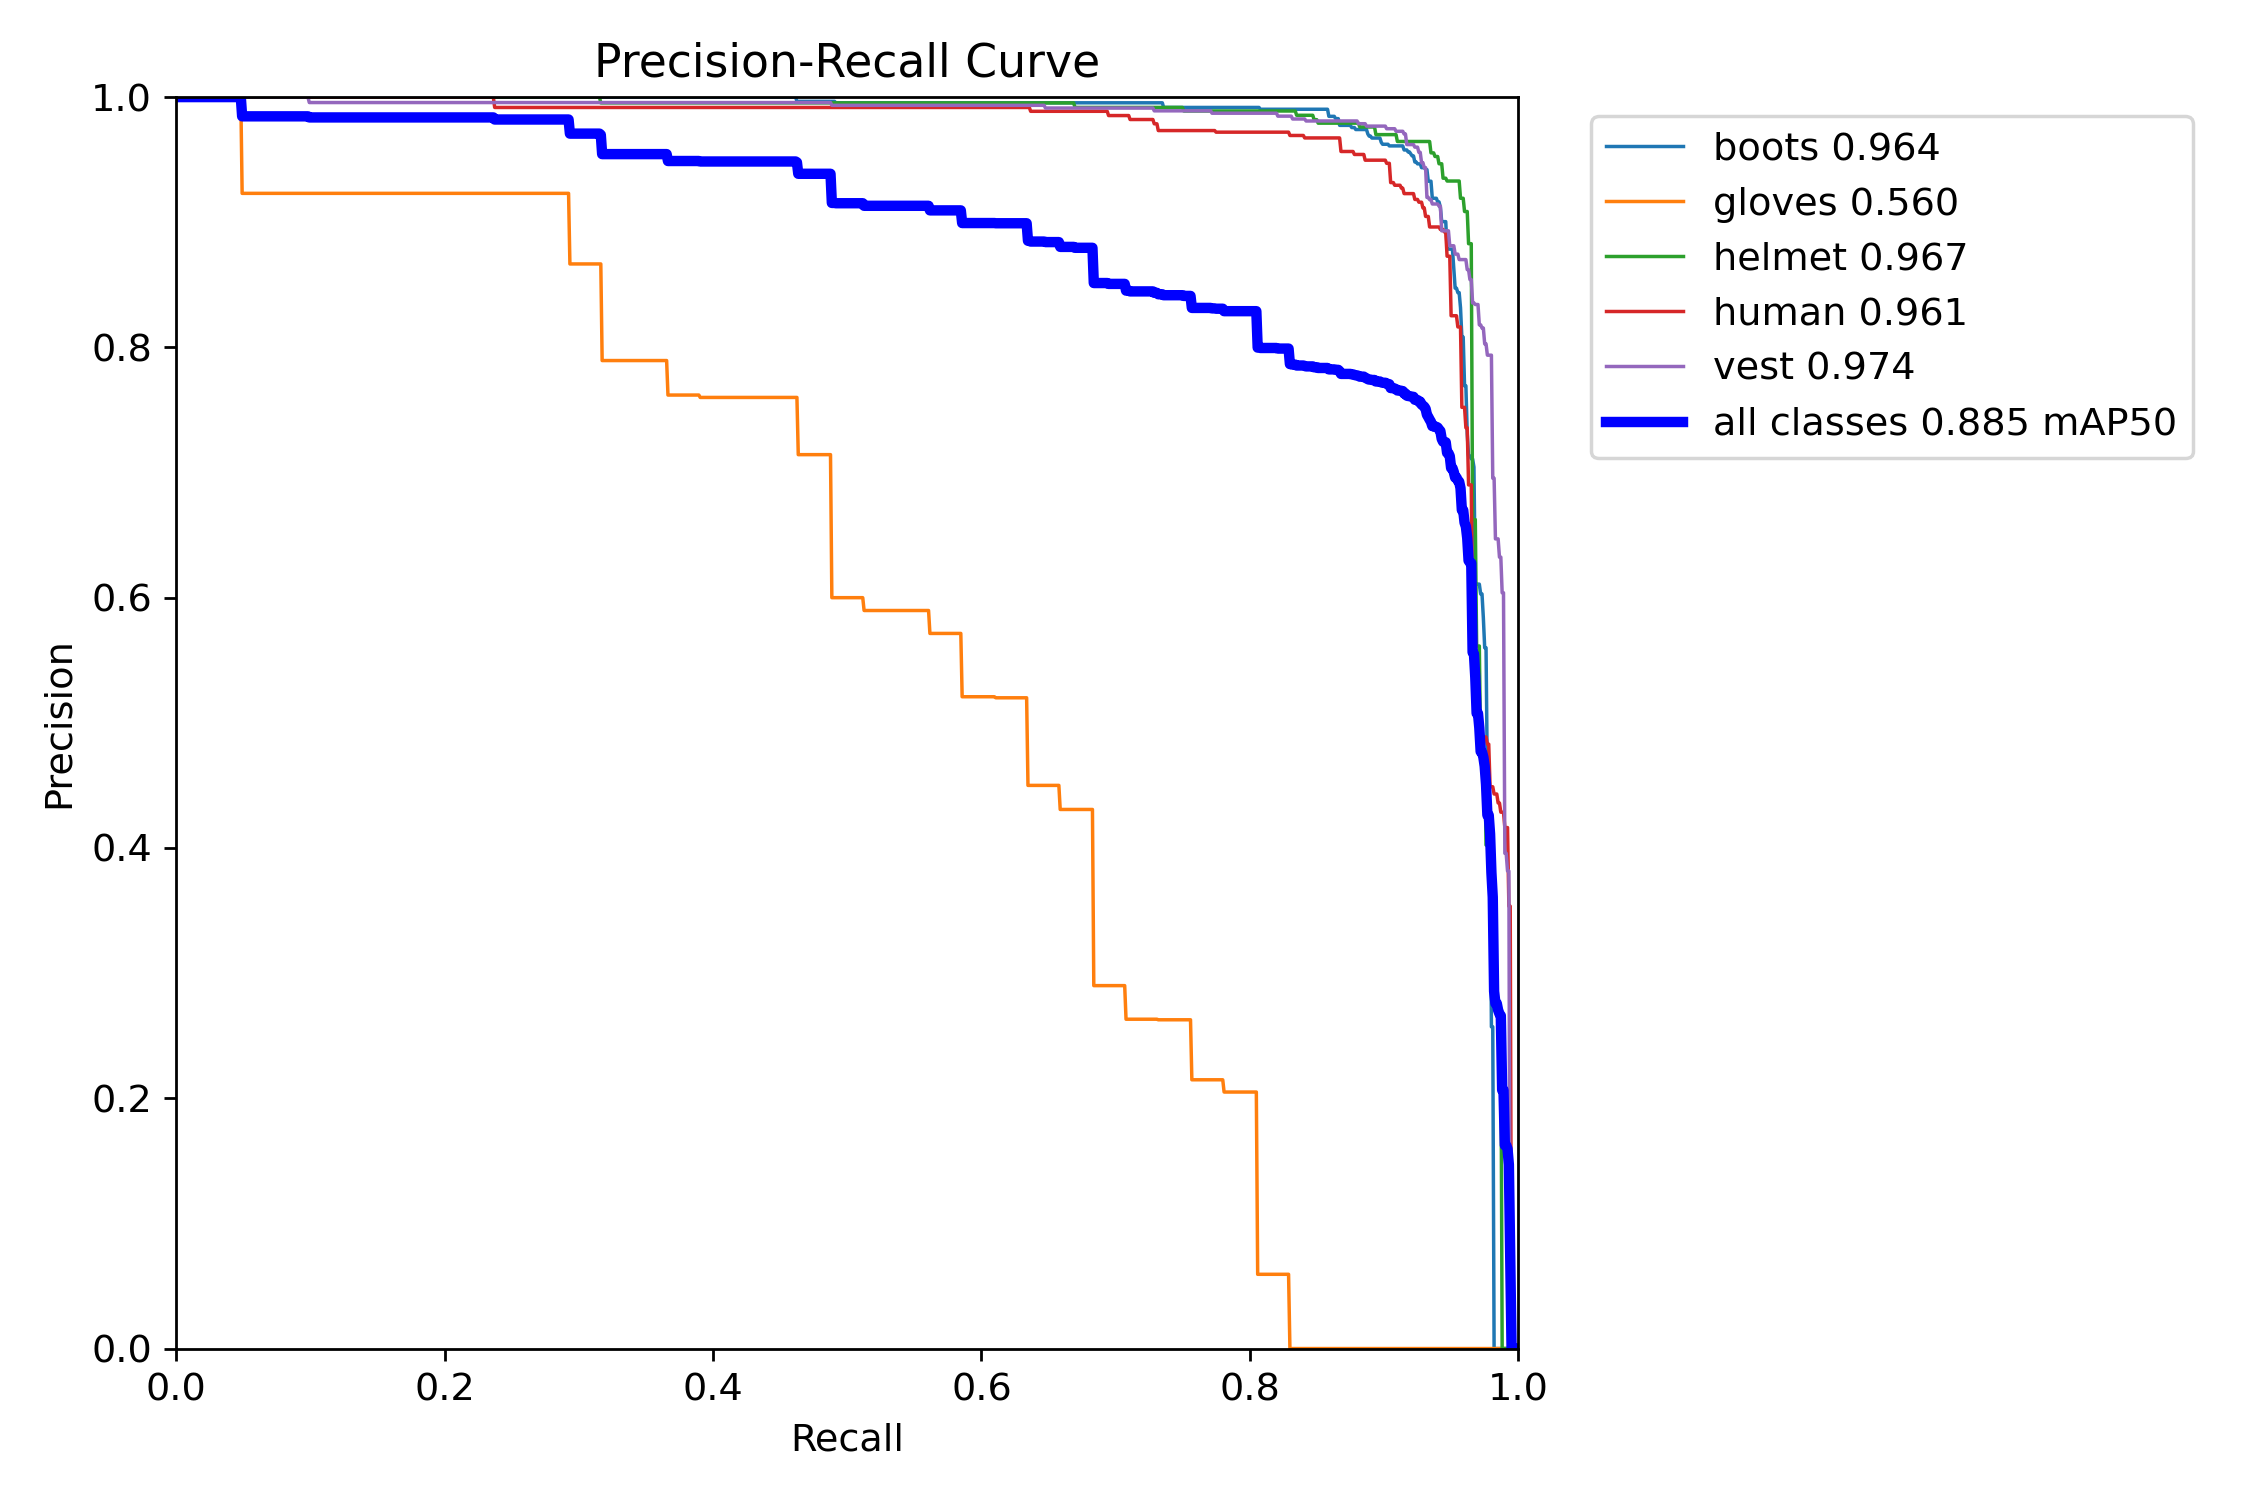 Precision-Recall Curve
1.0
0.8
0.6
0.4
0.2
0.0
Precision
0.0 0.2 0.4 0.6 0.8 1.0
Recall
boots 0.964
gloves 0.560
helmet 0.967
human 0.961
vest 0.974
all classes 0.885 mAP50